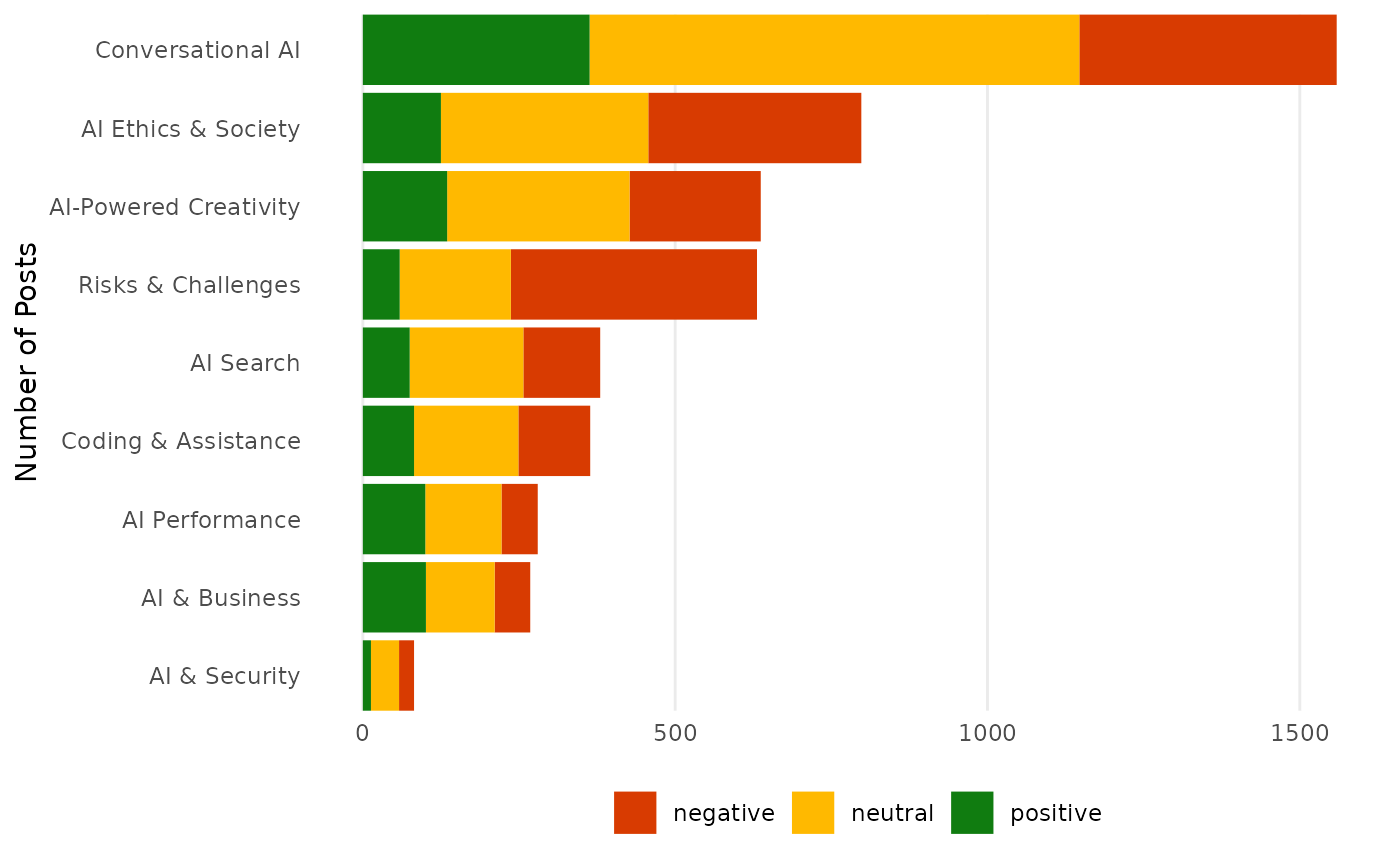 Conversational AI
AI Ethics & Society
AI-Powered Creativity
Risks & Challenges
AI Search
Coding & Assistance
AI Performance
AI & Business
AI & Security
Number of Posts
0 500 1000 1500
negative neutral positive